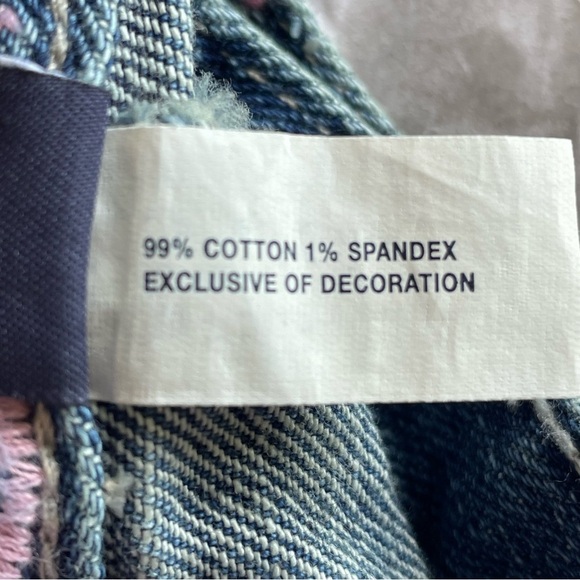 99% COTTON 1% SPANDEX
EXCLUSIVE OF DECORATION